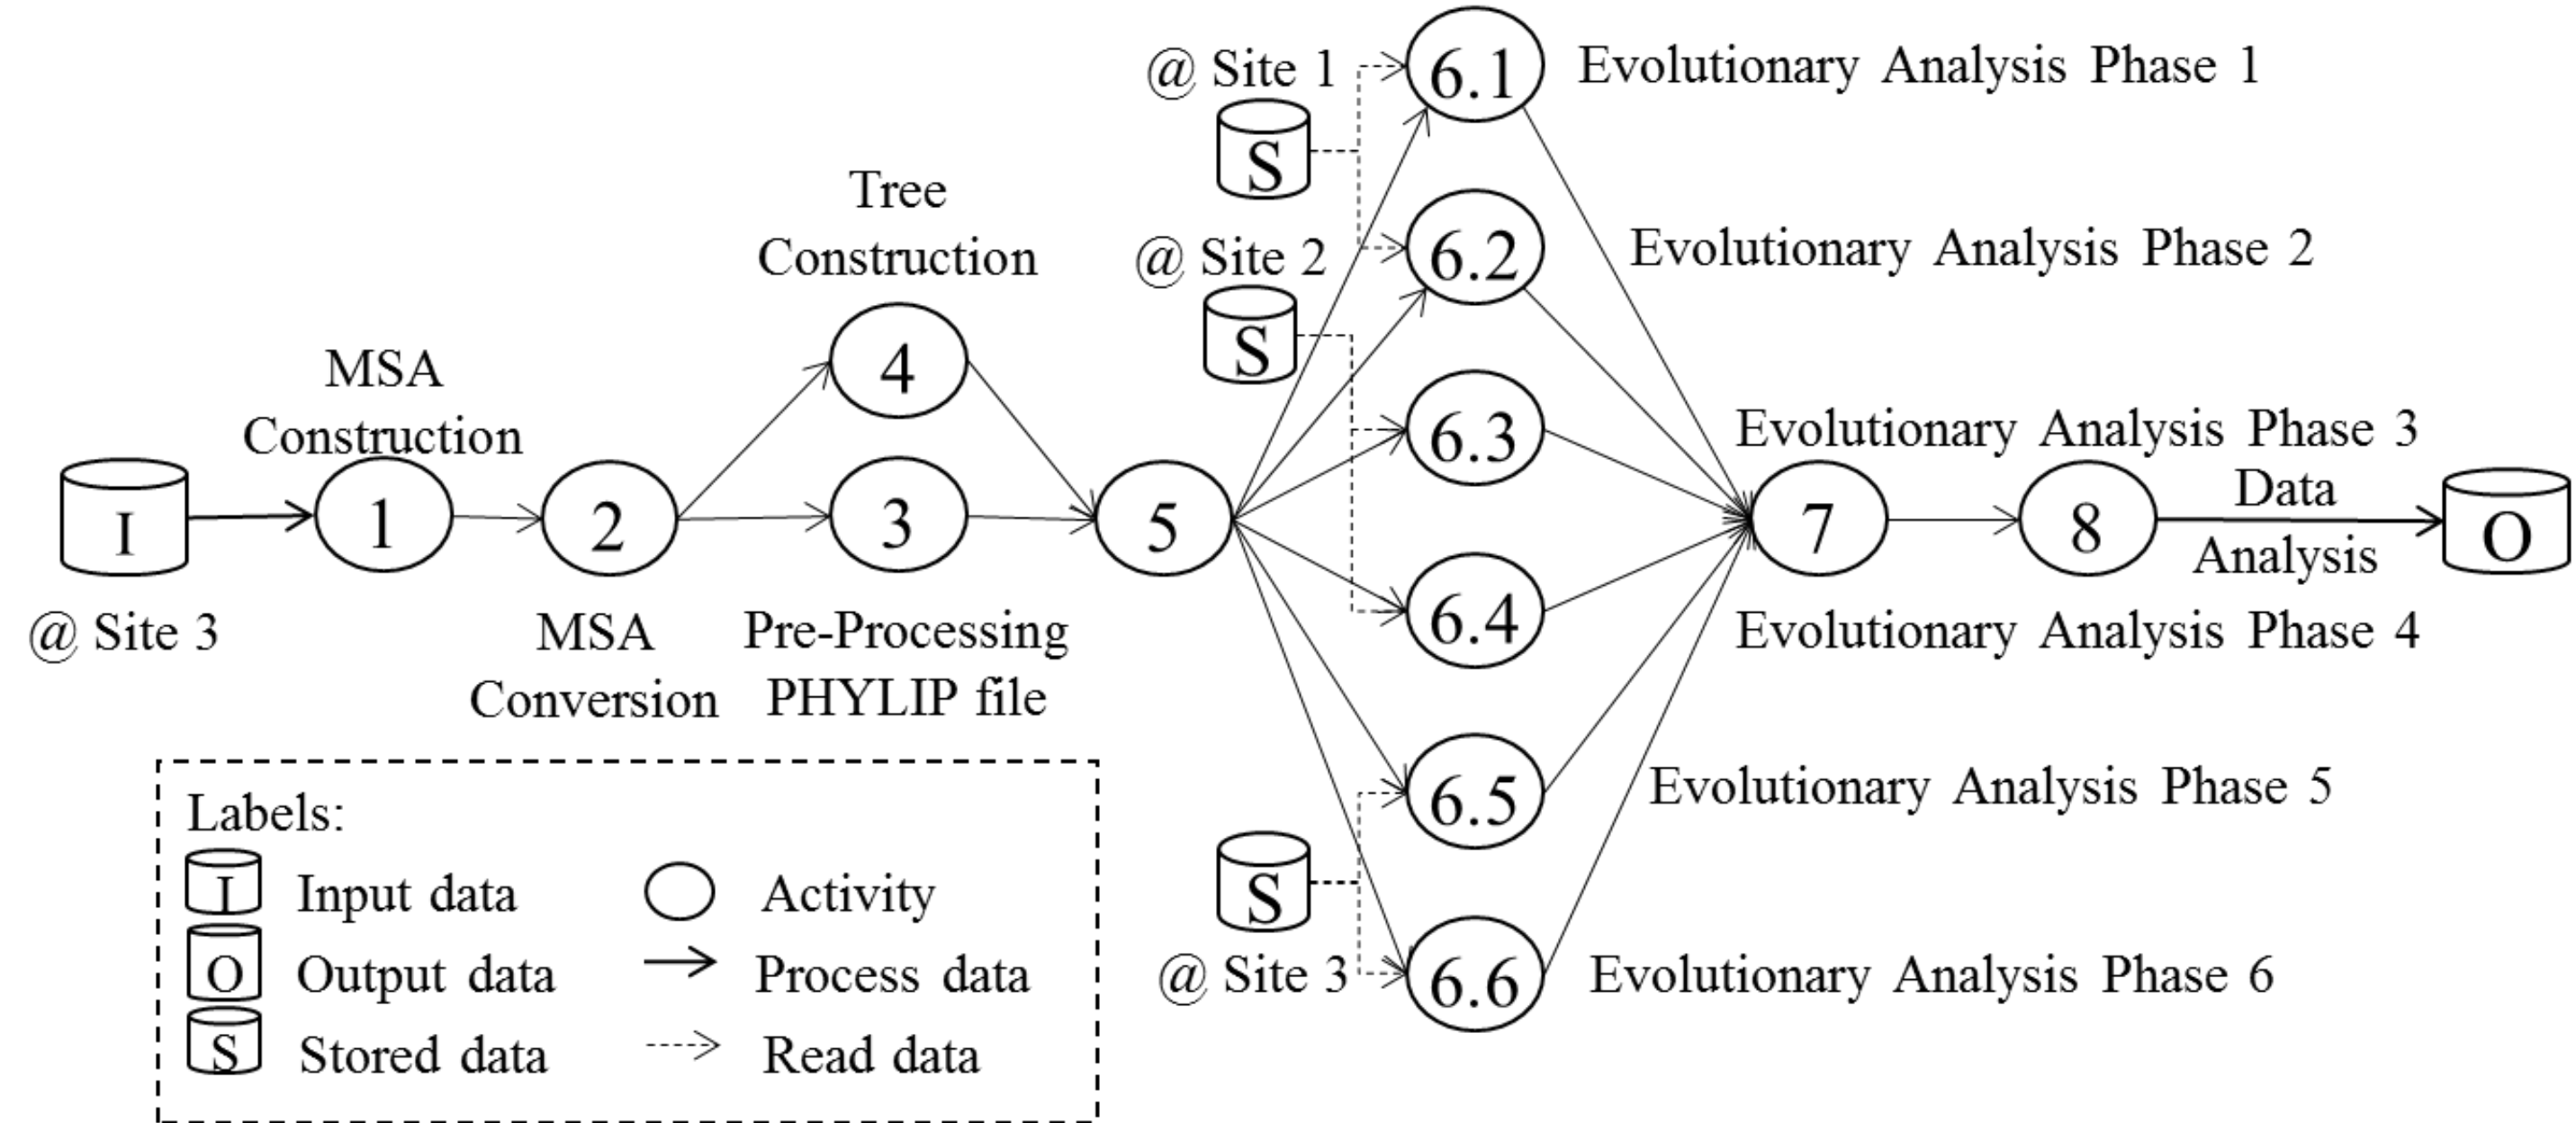 @ Site 1
S
6.1
Evolutionary Analysis Phase 1
Tree
Construction
@ Site 2
S
6.2
Evolutionary Analysis Phase 2
MSA
Construction
4
6.3
Evolutionary Analysis Phase 3
I
1
2
3
5
7
8
Data
Analysis
O
@ Site 3
MSA
Conversion
Pre-Processing
PHYLIP file
6.4
Evolutionary Analysis Phase 4
6.5
Evolutionary Analysis Phase 5
S
@ Site 3
6.6
Evolutionary Analysis Phase 6
Labels:
I Input data
Activity
O Output data
Process data
S Stored data
Read data